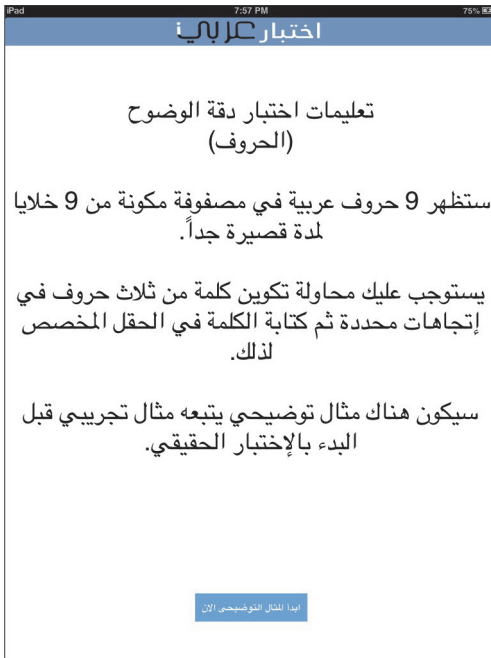 iPad 7:57 PM 75%
اختبار عربي i
تعليمات اختبار دقة الوضوح
(الحروف)
ستظهر 9 حروف عربية في مصفوفة مكونة من 9 خلايا
لمدة قصيرة جداً.
يستوجب عليك محاولة تكوين كلمة من ثلاث حروف في
إتجاهات محددة ثم كتابة الكلمة في الحقل المخصص
لذلك.
سيكون هناك مثال توضيحي يتبعه مثال تجريبي قبل
البدء بالإختبار الحقيقي.
ابدا المثال التوضيحى الان